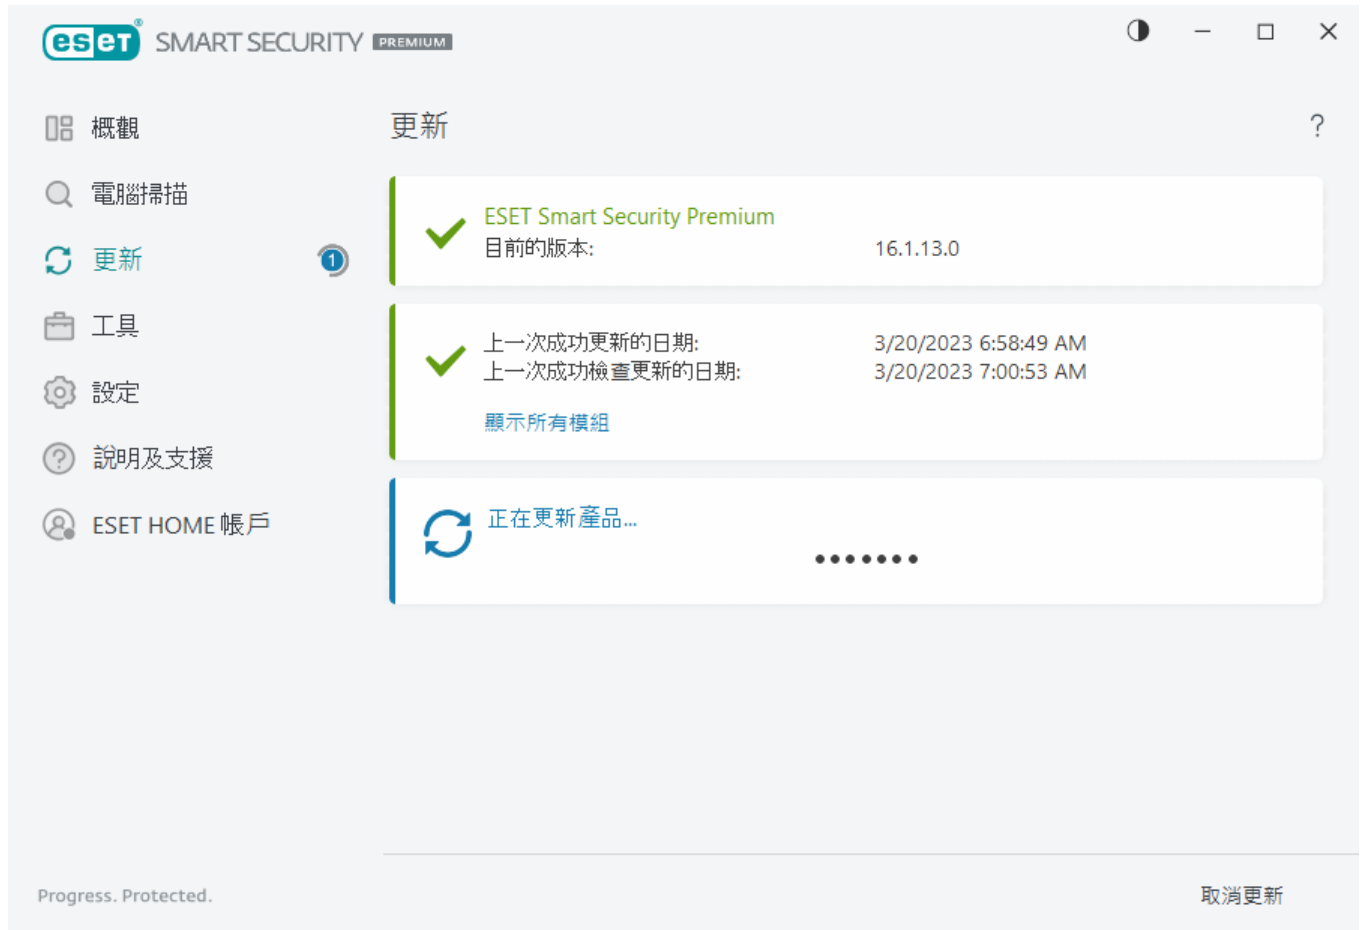 eset® SMART SECURITY PREMIUM
概觀
電腦掃描
更新 1
工具
設定
說明及支援
ESET HOME 帳戶
更新 ?
ESET Smart Security Premium
目前的版本: 16.1.13.0
上一次成功更新的日期: 3/20/2023 6:58:49 AM
上一次成功檢查更新的日期: 3/20/2023 7:00:53 AM
顯示所有模組
正在更新產品...
Progress. Protected.
取消更新